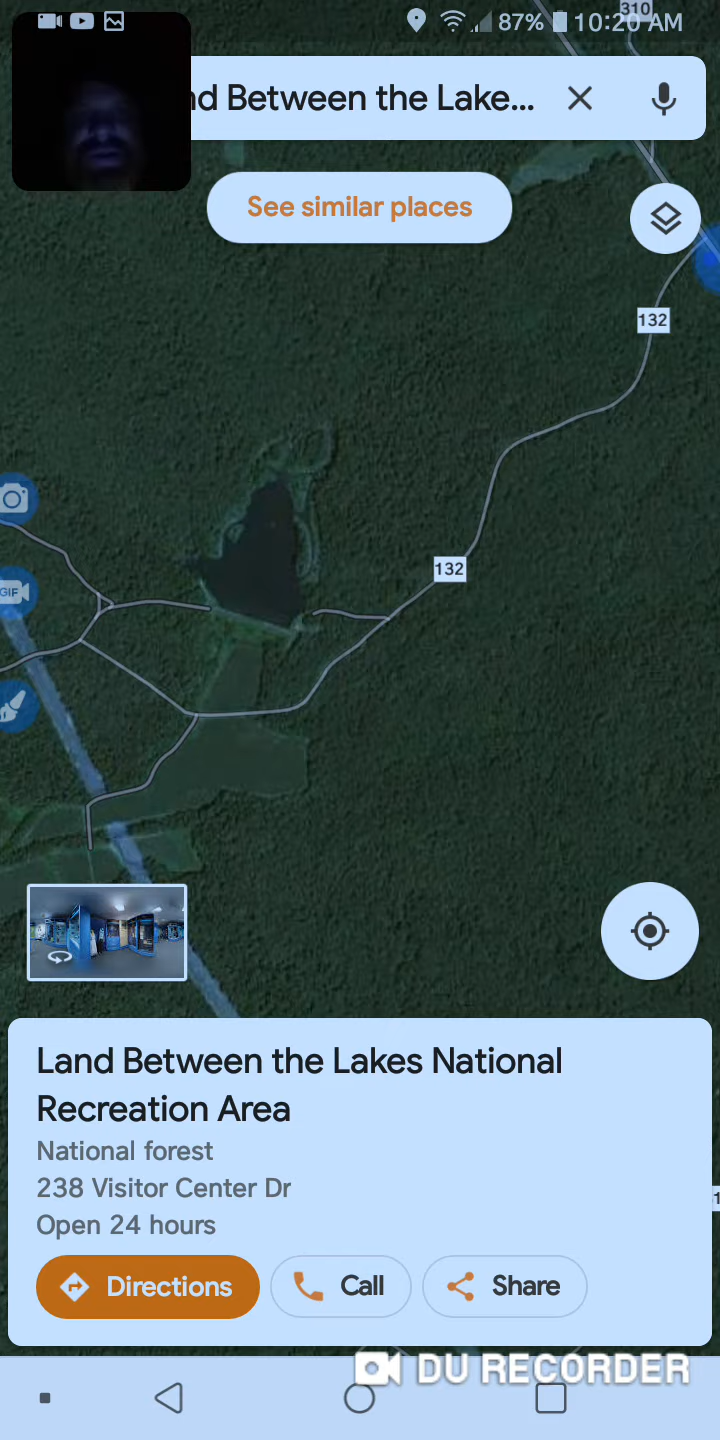 310
87% 10:20 AM
nd Between the Lake...
See similar places
132
132
GIF
Land Between the Lakes National
Recreation Area
National forest
238 Visitor Center Dr
Open 24 hours
Directions Call Share
DU RECORDER